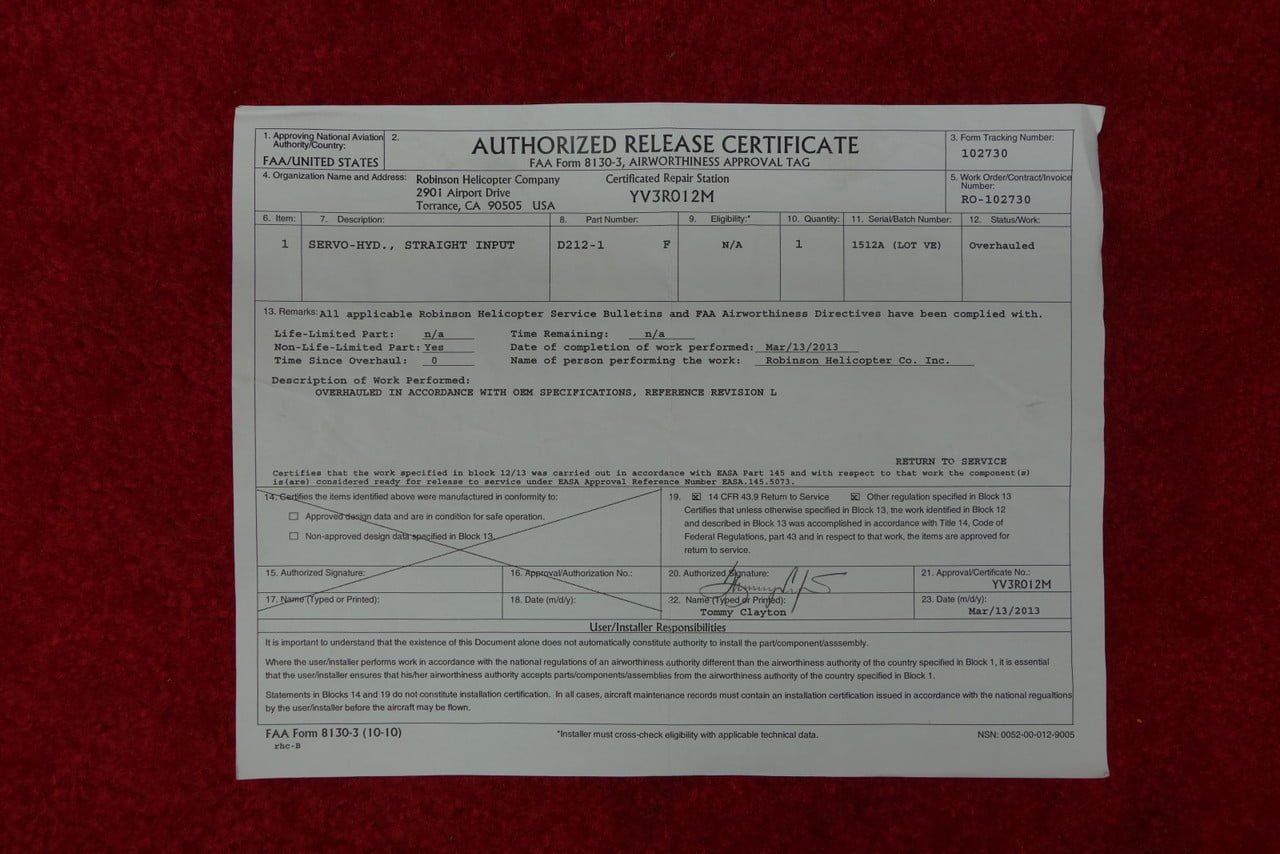 1. Approving National Aviation Authority/Country:
FAA/UNITED STATES
2.
AUTHORIZED RELEASE CERTIFICATE
FAA Form 8130-3, AIRWORTHINESS APPROVAL TAG
3. Form Tracking Number:
102730
4. Organization Name and Address:
Robinson Helicopter Company
2901 Airport Drive
Torrance, CA 90505 USA
Certificated Repair Station
YV3R012M
5. Work Order/Contract/Invoice
Number:
RO-102730
6. Item: 7. Description: 8. Part Number: 9. Eligibility:* 10. Quantity: 11. Serial/Batch Number: 12. Status/Work:
1 SERVO-HYD., STRAIGHT INPUT D212-1 F N/A 1 1512A (LOT VE) Overhauled
13. Remarks: All applicable Robinson Helicopter Service Bulletins and FAA Airworthiness Directives have been complied with.
Life-Limited Part: n/a Time Remaining: n/a
Non-Life-Limited Part: Yes Date of completion of work performed: Mar/13/2013
Time Since Overhaul: 0 Name of person performing the work: Robinson Helicopter Co. Inc.
Description of Work Performed:
OVERHAULED IN ACCORDANCE WITH OEM SPECIFICATIONS, REFERENCE REVISION L
RETURN TO SERVICE
Certifies that the work specified in block 12/13 was carried out in accordance with EASA Part 145 and with respect to that work the component(s)
is(are) considered ready for release to service under EASA Approval Reference Number EASA.145.5073.
14. Certifies the items identified above were manufactured in conformity to:
Approved design data and are in condition for safe operation.
Non-approved design data specified in Block 13.
19. ☒ 14 CFR 43.9 Return to Service ☒ Other regulation specified in Block 13
Certifies that unless otherwise specified in Block 13, the work identified in Block 12
and described in Block 13 was accomplished in accordance with Title 14, Code of
Federal Regulations, part 43 and in respect to that work, the items are approved for
return to service.
15. Authorized Signature: 16. Approval/Authorization No.: 20. Authorized Signature: 21. Approval/Certificate No.:
YV3R012M
17. Name (Typed or Printed): 18. Date (m/d/y): 22. Name (Typed or Printed): 23. Date (m/d/y):
Tommy Clayton Mar/13/2013
User/Installer Responsibilities
It is important to understand that the existence of this Document alone does not automatically constitute authority to install the part/component/asssembly.
Where the user/installer performs work in accordance with the national regulations of an airworthiness authority different than the airworthiness authority of the country specified in Block 1, it is essential
that the user/installer ensures that his/her airworthiness authority accepts parts/components/assemblies from the airworthiness authority of the country specified in Block 1.
Statements in Blocks 14 and 19 do not constitute installation certification. In all cases, aircraft maintenance records must contain an installation certification issued in accordance with the national regualtions
by the user/installer before the aircraft may be flown.
FAA Form 8130-3 (10-10) *Installer must cross-check eligibility with applicable technical data. NSN: 0052-00-012-9005
rhc-B